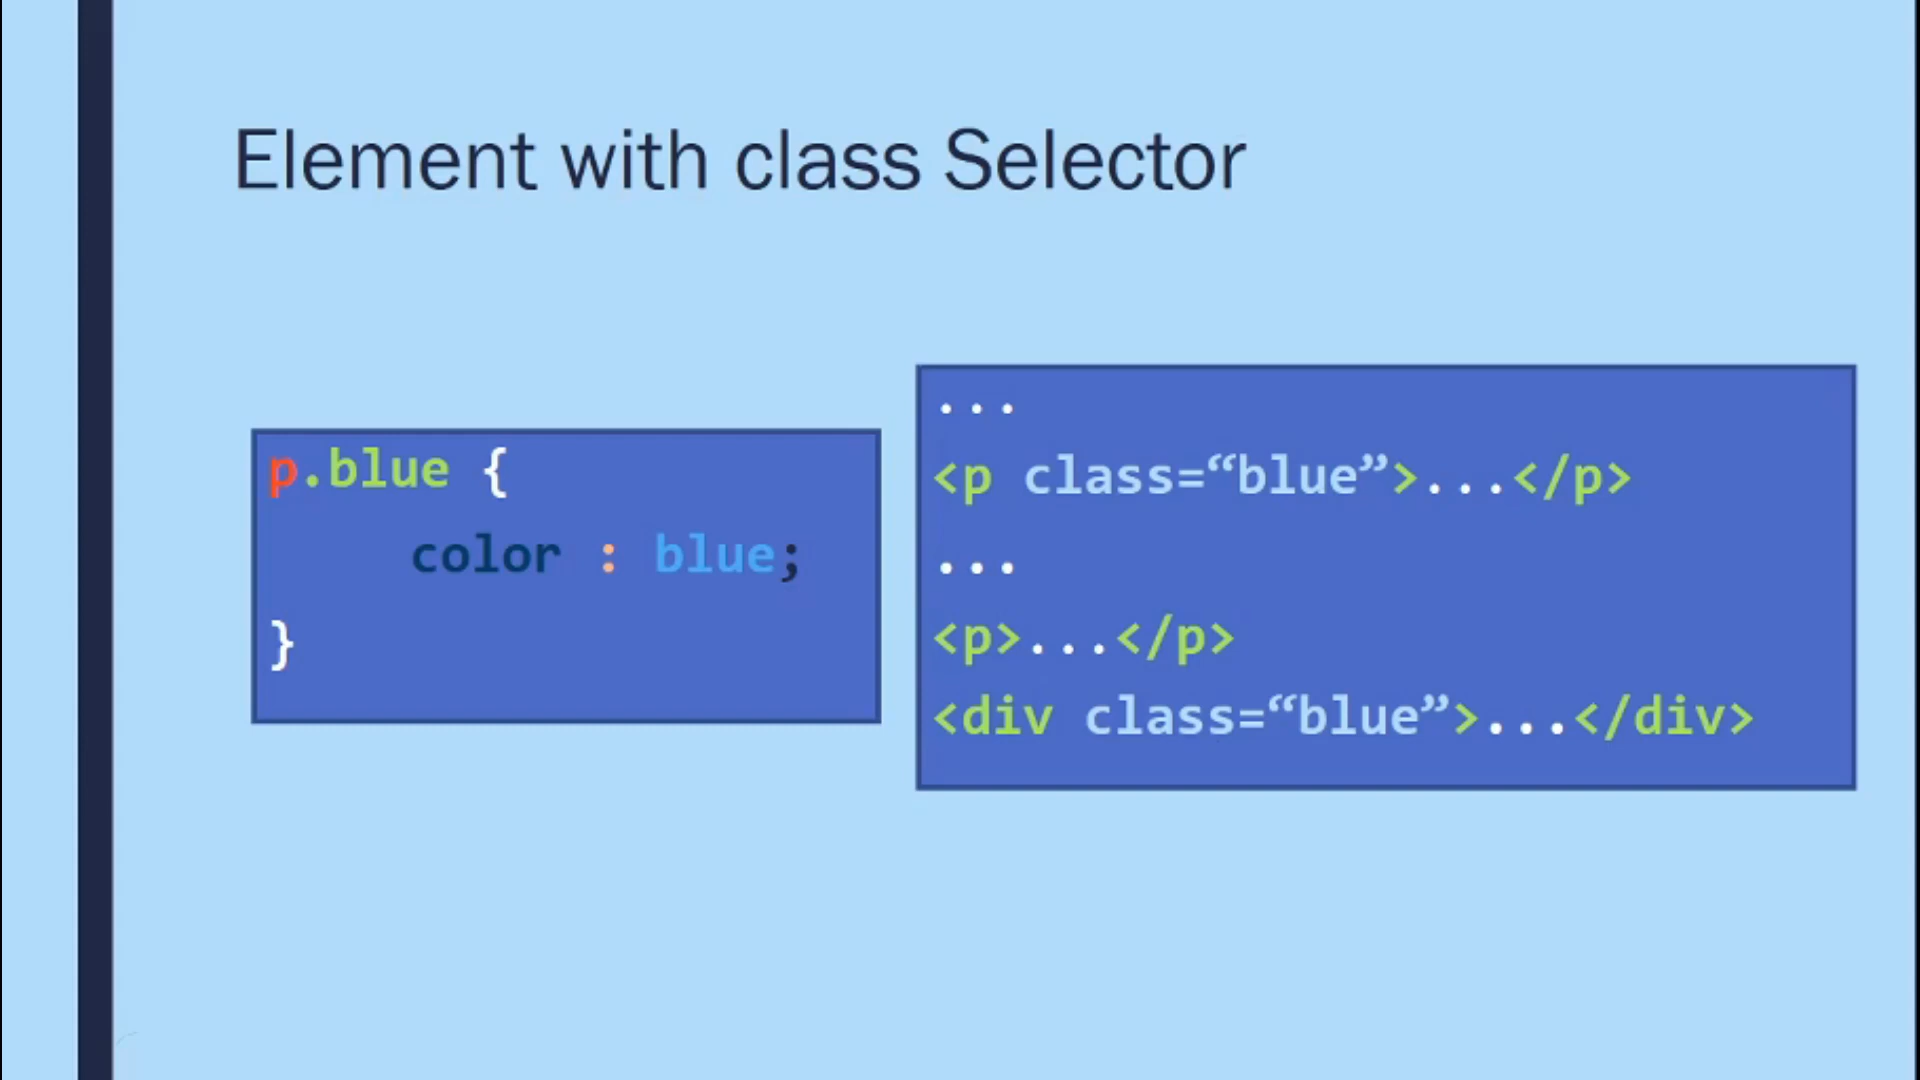 Element with class Selector
p.blue {
color : blue;
}
...
<p class=“blue”>...</p>
...
<p>...</p>
<div class=“blue”>...</div>